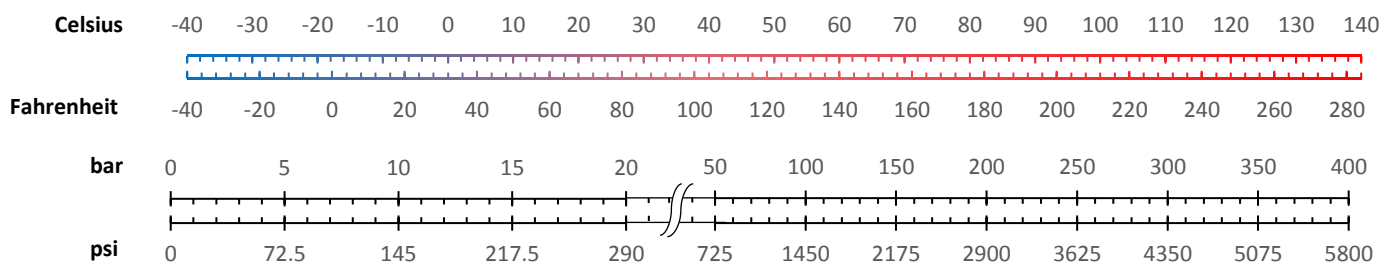 Celsius -40 -30 -20 -10 0 10 20 30 40 50 60 70 80 90 100 110 120 130 140
Fahrenheit -40 -20 0 20 40 60 80 100 120 140 160 180 200 220 240 260 280
bar 0 5 10 15 20 50 100 150 200 250 300 350 400
psi 0 72.5 145 217.5 290 725 1450 2175 2900 3625 4350 5075 5800